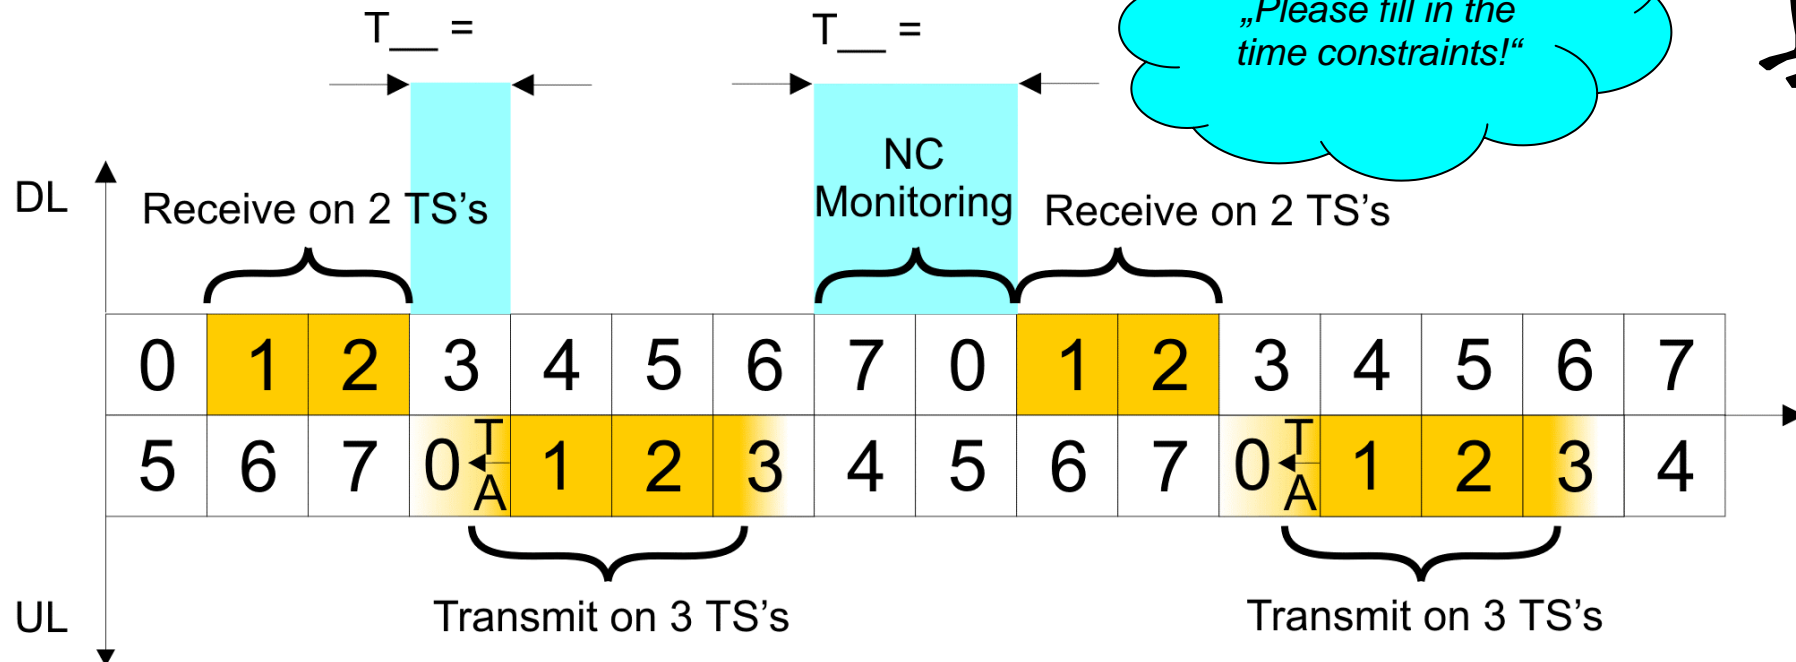 T__ =
T__ =
„Please fill in the
time constraints!“
NC
Monitoring
DL
Receive on 2 TS’s
Receive on 2 TS’s
0 1 2 3 4 5 6 7 0 1 2 3 4 5 6 7
5 6 7 0 TA 1 2 3 4 5 6 7 0 TA 1 2 3 4
Transmit on 3 TS’s
Transmit on 3 TS’s
UL